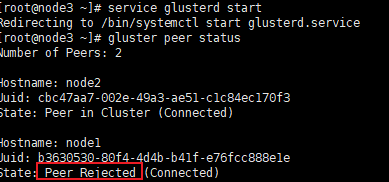 [root@node3 ~]# service glusterd start
Redirecting to /bin/systemctl start glusterd.service
[root@node3 ~]# gluster peer status
Number of Peers: 2
Hostname: node2
Uuid: cbc47aa7-002e-49a3-ae51-c1c84ec170f3
State: Peer in Cluster (Connected)
Hostname: node1
Uuid: b3630530-80f4-4d4b-b41f-e76fcc888e1e
State: Peer Rejected (Connected)